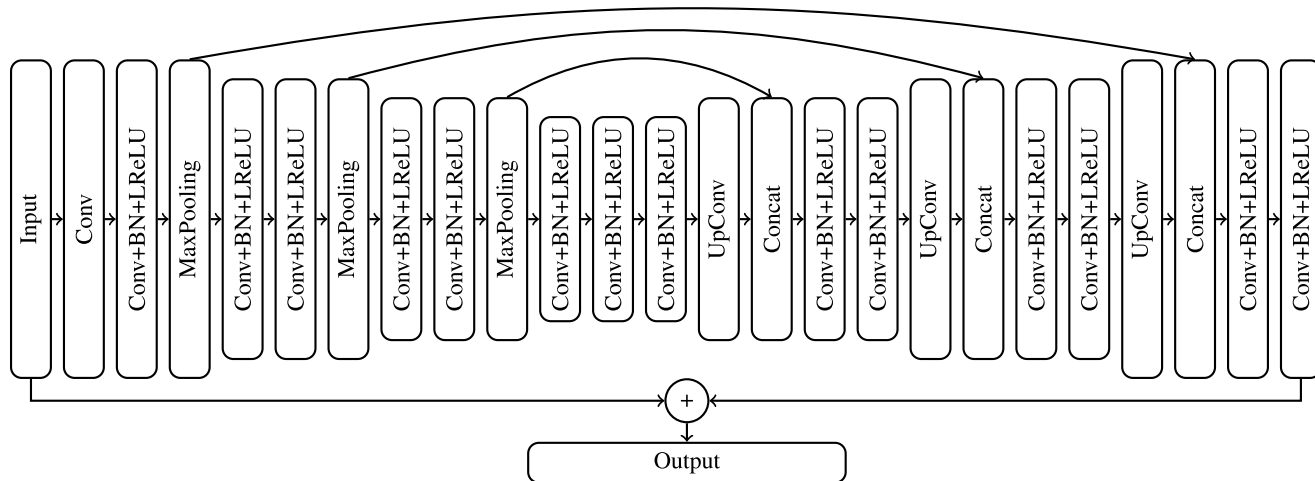 Input
Conv
Conv+BN+LReLU
MaxPooling
Conv+BN+LReLU
Conv+BN+LReLU
MaxPooling
Conv+BN+LReLU
Conv+BN+LReLU
MaxPooling
Conv+BN+LReLU
Conv+BN+LReLU
Conv+BN+LReLU
UpConv
Concat
Conv+BN+LReLU
Conv+BN+LReLU
UpConv
Concat
Conv+BN+LReLU
Conv+BN+LReLU
UpConv
Concat
Conv+BN+LReLU
Conv+BN+LReLU
+
Output